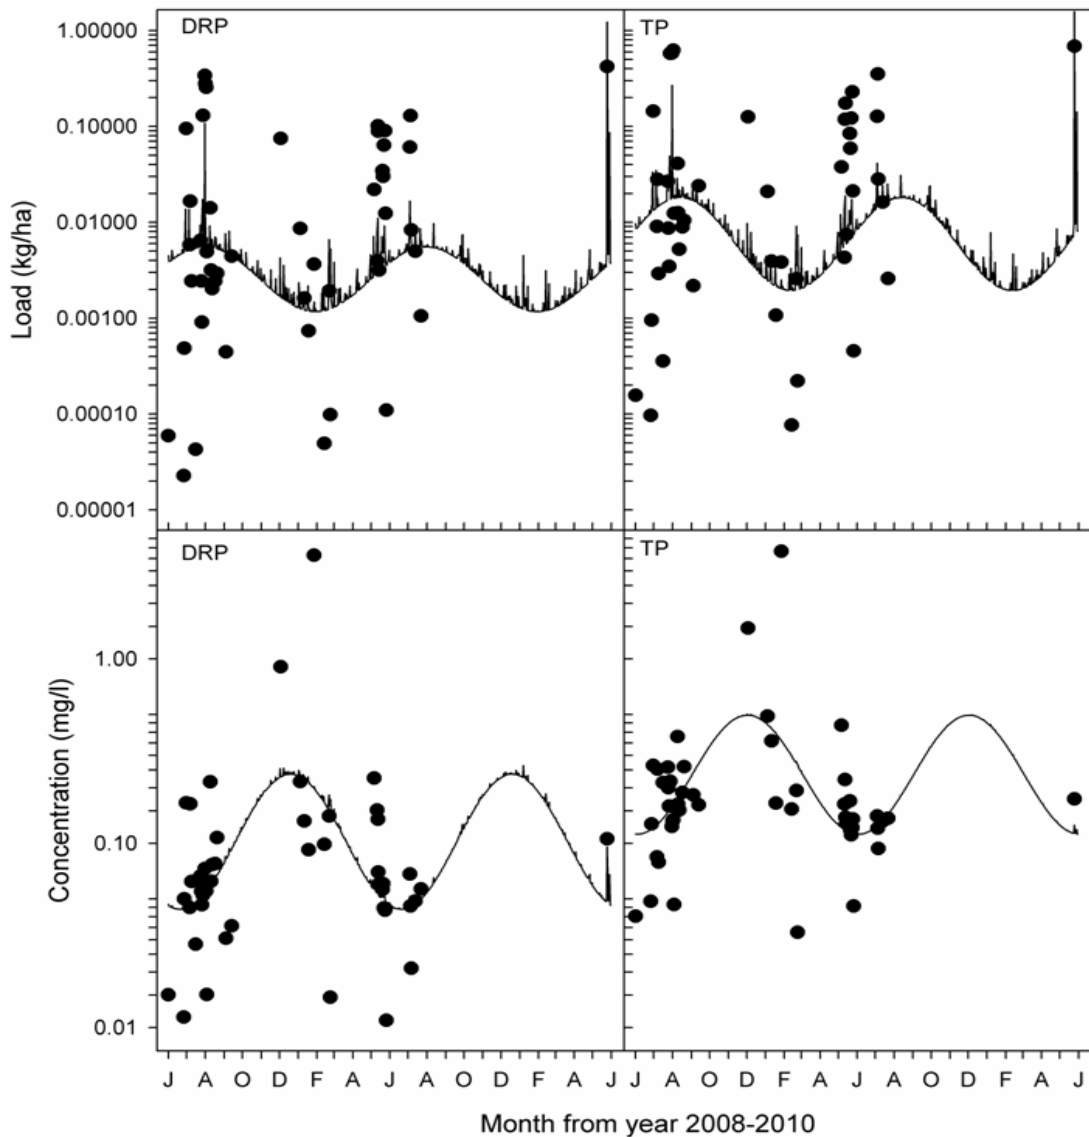 DRP
TP
1.00000
0.10000
0.01000
0.00100
0.00010
0.00001
Load (kg/ha)
DRP
TP
1.00
0.10
0.01
Concentration (mg/l)
J A O D F A J A O D F A J J A O D F A J A O D F A J
Month from year 2008-2010